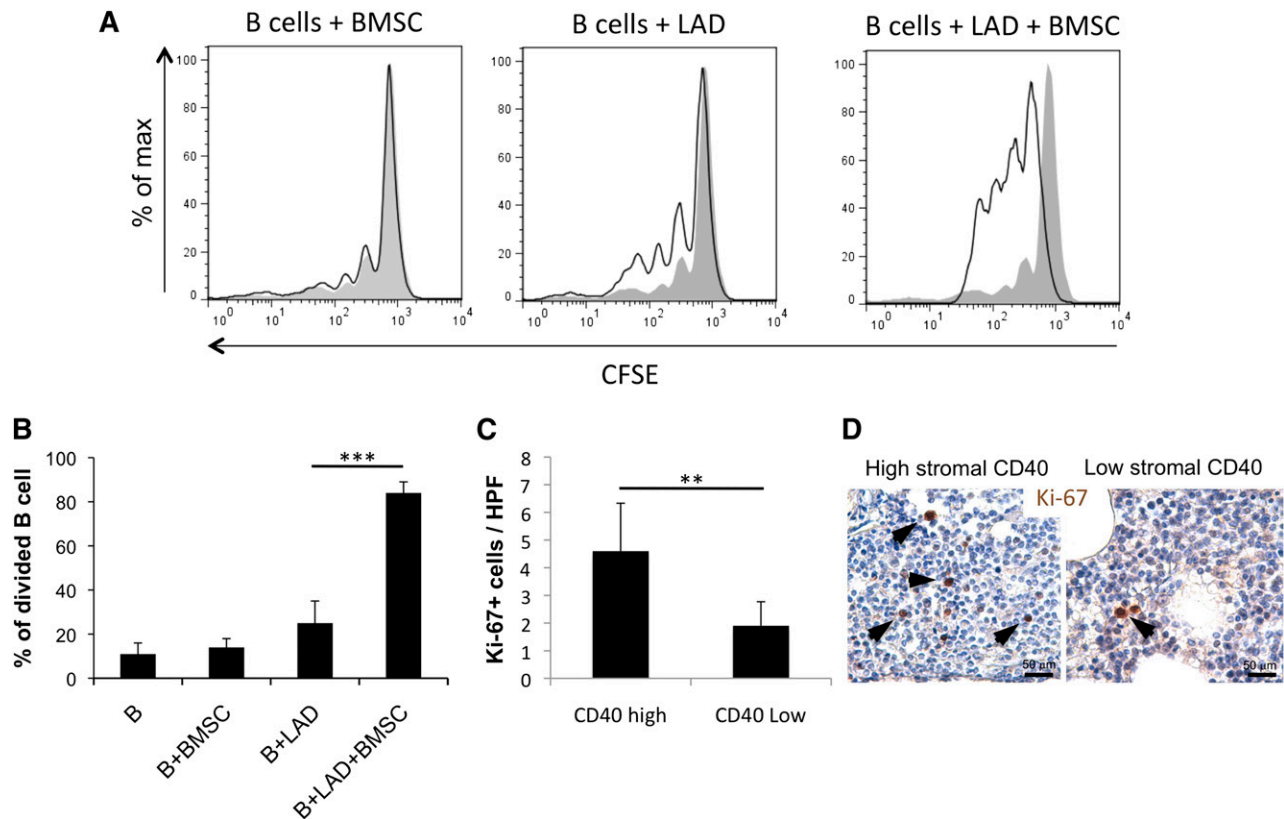 A
B cells + BMSC
B cells + LAD
B cells + LAD + BMSC
% of max
100
80
60
40
20
0
10^0 10^1 10^2 10^3 10^4
100
80
60
40
20
0
10^0 10^1 10^2 10^3 10^4
100
80
60
40
20
0
10^0 10^1 10^2 10^3 10^4
CFSE
B
% of divided B cell
100
80
60
40
20
0
***
B
B+BMSC
B+LAD
B+LAD+BMSC
C
Ki-67+ cells / HPF
8
7
6
5
4
3
2
1
0
**
CD40 high
CD40 Low
D
High stromal CD40
Low stromal CD40
Ki-67
50 µm
50 µm